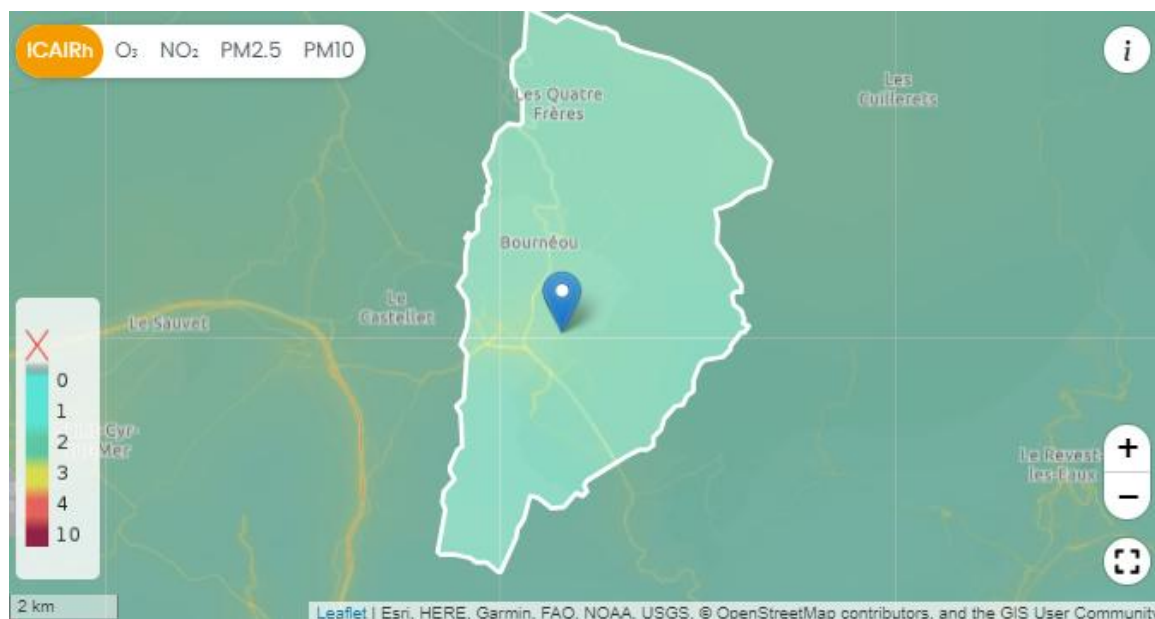 ICAIRh O₃ NO₂ PM2.5 PM10
i
Les Quatre
Frères
Les
Cuillerets
Bournéou
Le
Castellet
Le Sauvet
0
1
2
3
4
10
-Cyr-
Mer
Le Revest-
les-Eaux
+
−
2 km
Leaflet | Esri, HERE, Garmin, FAO, NOAA, USGS, © OpenStreetMap contributors, and the GIS User Community